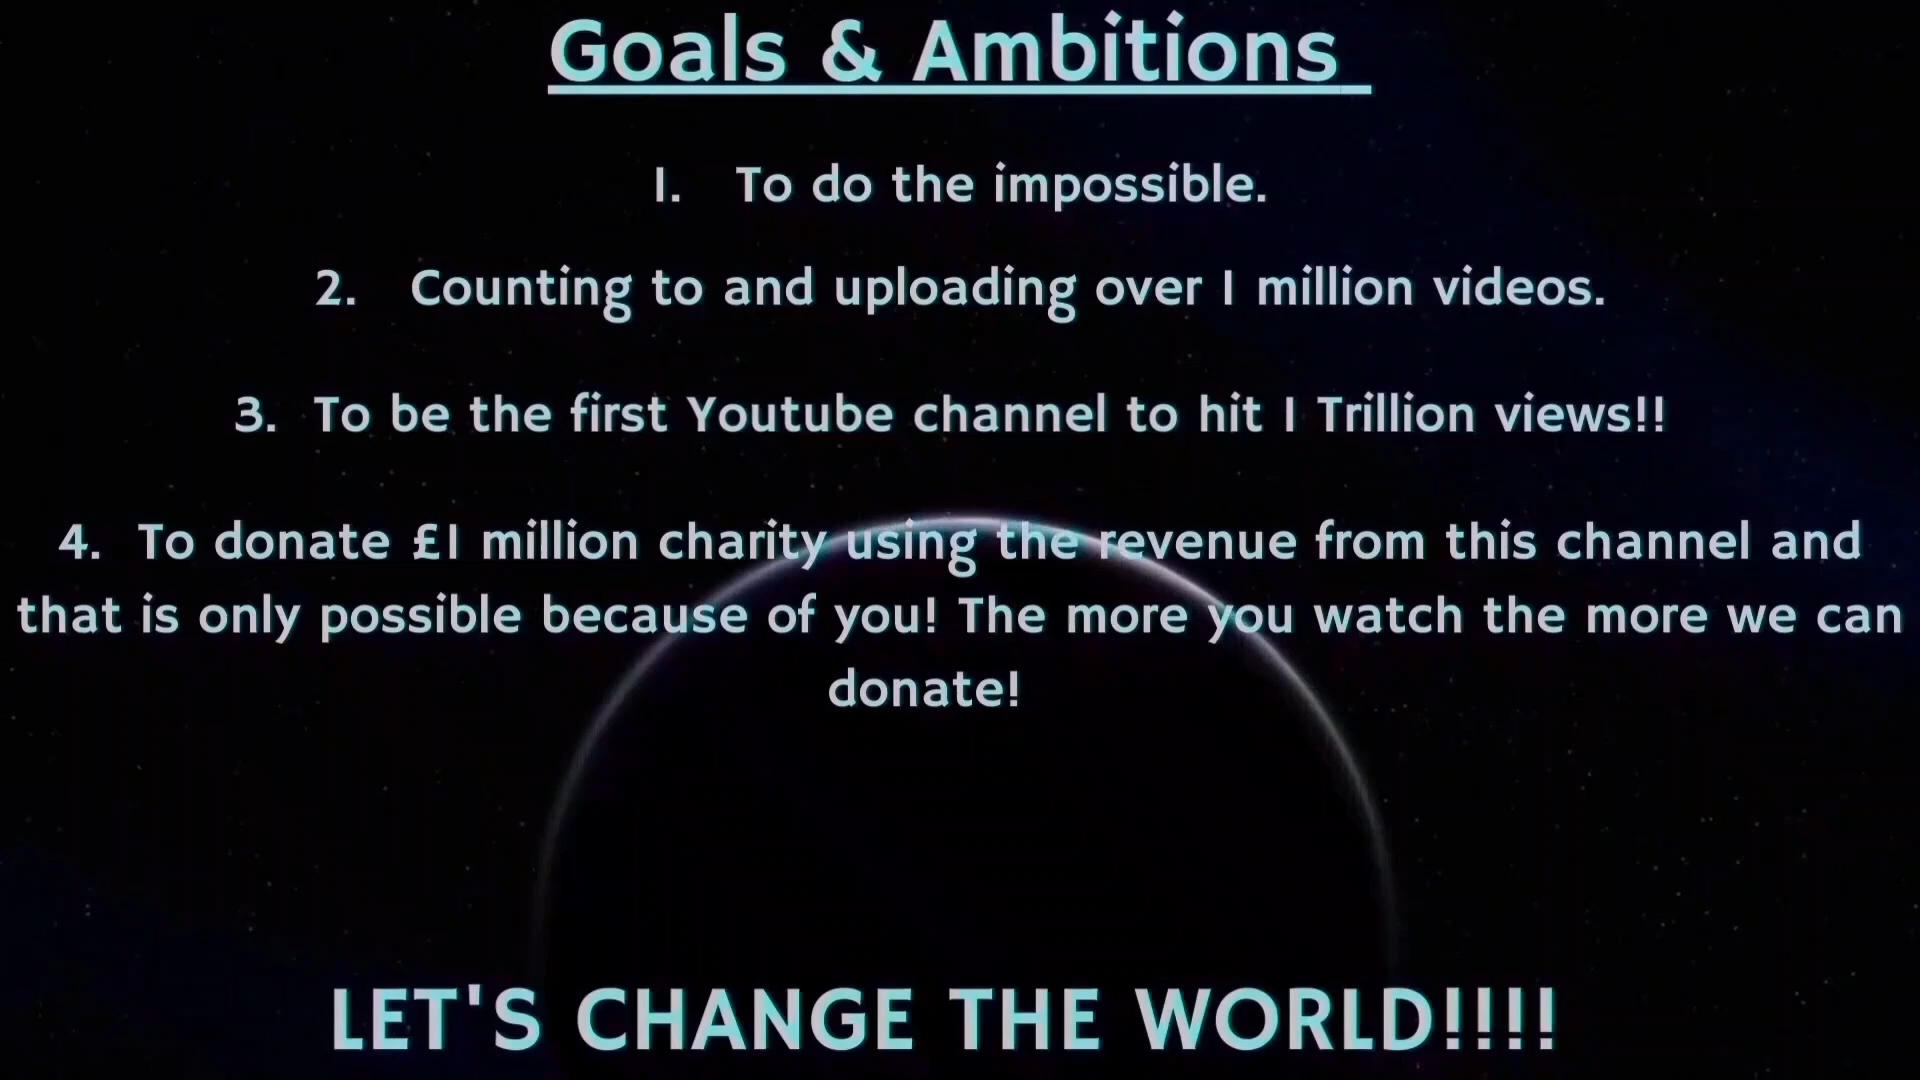 Goals & Ambitions
1. To do the impossible.
2. Counting to and uploading over 1 million videos.
3. To be the first Youtube channel to hit 1 Trillion views!!
4. To donate £1 million charity using the revenue from this channel and
that is only possible because of you! The more you watch the more we can
donate!
LET'S CHANGE THE WORLD!!!!